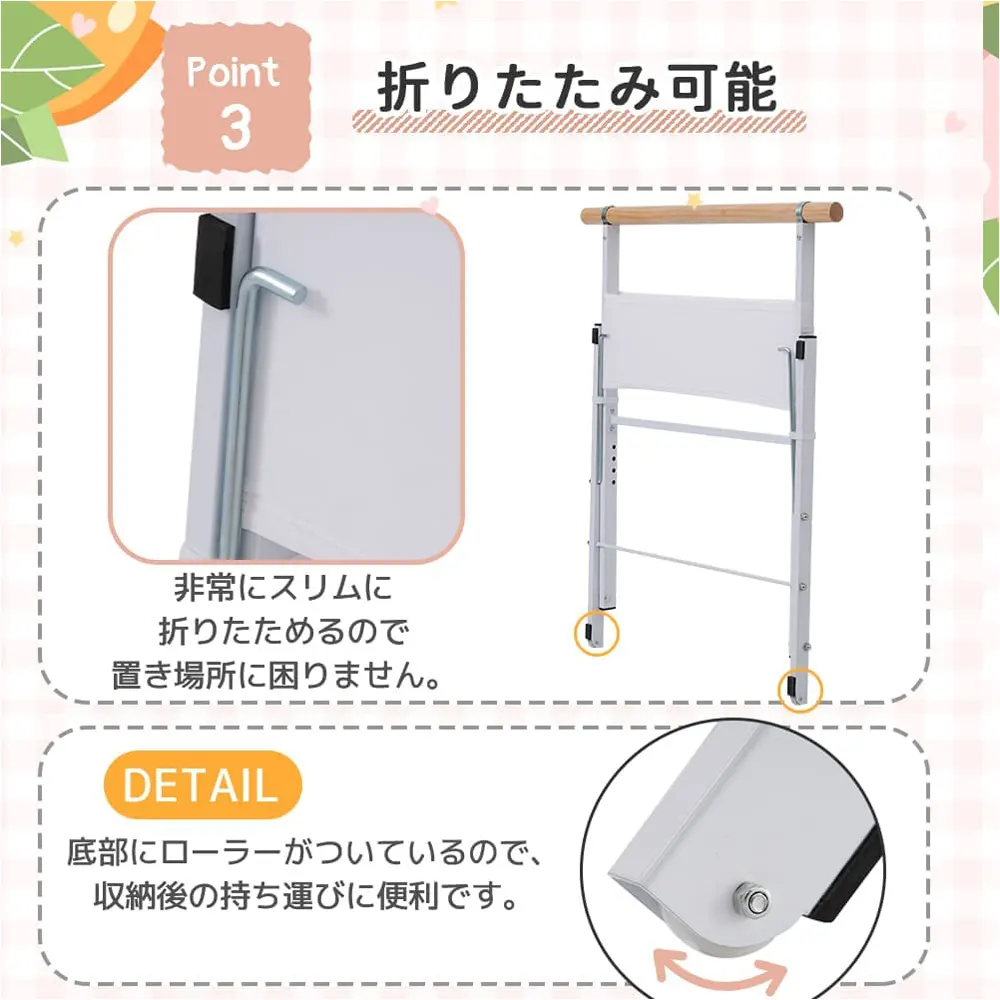 Point
3
折りたたみ可能
非常にスリムに
折りたためるので
置き場所に困りません。
DETAIL
底部にローラーがついているので、
収納後の持ち運びに便利です。